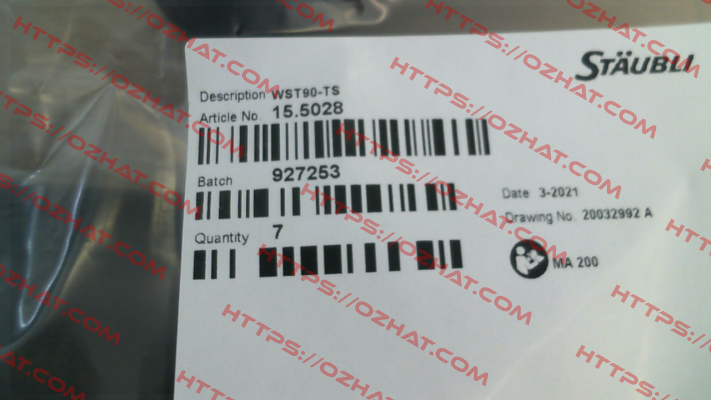 STÄUBLI
Description WST90-TS
Article No. 15.5028
Batch 927253
Date 3-2021
Drawing No. 20032992 A
Quantity 7
MA 200
HTTPS://OZHAT.COM
HTTPS://OZHAT.COM
HTTPS://OZHAT.COM
HTTPS://OZHAT.COM
HTTPS://OZHAT.COM
HTTPS://OZHAT.COM
HTTPS://OZHAT.COM
HTTPS://OZHAT.COM
HTTPS://OZHAT.COM